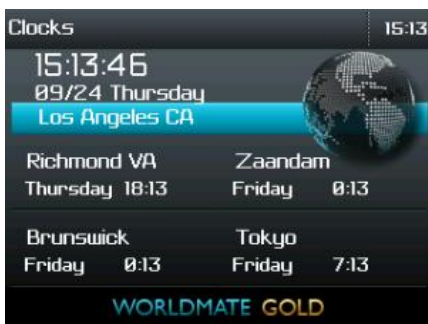 Clocks 15:13
15:13:46
09/24 Thursday
Los Angeles CA
Richmond VA Zaandam
Thursday 18:13 Friday 0:13
Brunswick Tokyo
Friday 0:13 Friday 7:13
WORLDMATE GOLD